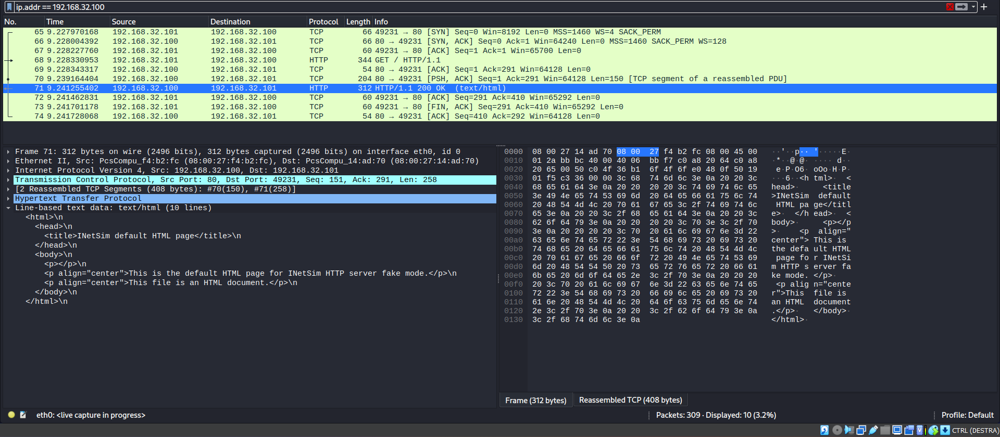 ip.addr == 192.168.32.100
No. Time Source Destination Protocol Length Info
65 9.227970168 192.168.32.101 192.168.32.100 TCP 66 49231 → 80 [SYN] Seq=0 Win=8192 Len=0 MSS=1460 WS=4 SACK_PERM
66 9.228004392 192.168.32.100 192.168.32.101 TCP 66 80 → 49231 [SYN, ACK] Seq=0 Ack=1 Win=64240 Len=0 MSS=1460 SACK_PERM WS=128
67 9.228227760 192.168.32.101 192.168.32.100 TCP 60 49231 → 80 [ACK] Seq=1 Ack=1 Win=65700 Len=0
68 9.228330953 192.168.32.101 192.168.32.100 HTTP 344 GET / HTTP/1.1
69 9.228343317 192.168.32.100 192.168.32.101 TCP 54 80 → 49231 [ACK] Seq=1 Ack=291 Win=64128 Len=0
70 9.239164404 192.168.32.100 192.168.32.101 TCP 204 80 → 49231 [PSH, ACK] Seq=1 Ack=291 Win=64128 Len=150 [TCP segment of a reassembled PDU]
71 9.241255402 192.168.32.100 192.168.32.101 HTTP 312 HTTP/1.1 200 OK  (text/html)
72 9.241462831 192.168.32.101 192.168.32.100 TCP 60 49231 → 80 [ACK] Seq=291 Ack=410 Win=65292 Len=0
73 9.241701178 192.168.32.101 192.168.32.100 TCP 60 49231 → 80 [FIN, ACK] Seq=291 Ack=410 Win=65292 Len=0
74 9.241728068 192.168.32.100 192.168.32.101 TCP 54 80 → 49231 [ACK] Seq=410 Ack=292 Win=64128 Len=0
Frame 71: 312 bytes on wire (2496 bits), 312 bytes captured (2496 bits) on interface eth0, id 0
Ethernet II, Src: PcsCompu_f4:b2:fc (08:00:27:f4:b2:fc), Dst: PcsCompu_14:ad:70 (08:00:27:14:ad:70)
Internet Protocol Version 4, Src: 192.168.32.100, Dst: 192.168.32.101
Transmission Control Protocol, Src Port: 80, Dst Port: 49231, Seq: 151, Ack: 291, Len: 258
[2 Reassembled TCP Segments (408 bytes): #70(150), #71(258)]
Hypertext Transfer Protocol
Line-based text data: text/html (10 lines)
<html>\n
<head>\n
<title>INetSim default HTML page</title>\n
</head>\n
<body>\n
<p></p>\n
<p align="center">This is the default HTML page for INetSim HTTP server fake mode.</p>\n
<p align="center">This file is an HTML document.</p>\n
</body>\n
</html>\n
0000 08 00 27 14 ad 70 08 00 27 f4 b2 fc 08 00 45 00 ··'··p·· '·····E·
0010 01 2a bb bc 40 00 40 06 bb f7 c0 a8 20 64 c0 a8 ·*··@·@· ···· d··
0020 20 65 00 50 c0 4f 36 b1 6f 4f 6f e0 48 0f 50 19 e·P·O6· oOo·H·P·
0030 01 f5 c3 36 00 00 3c 68 74 6d 6c 3e 0a 20 20 3c ···6··<h tml>·  <
0040 68 65 61 64 3e 0a 20 20 20 20 3c 74 69 74 6c 65 head>·     <title
0050 3e 49 4e 65 74 53 69 6d 20 64 65 66 61 75 6c 74 >INetSim  default
0060 20 48 54 4d 4c 20 70 61 67 65 3c 2f 74 69 74 6c HTML pa ge</titl
0070 65 3e 0a 20 20 3c 2f 68 65 61 64 3e 0a 20 20 3c e>·  </h ead>·  <
0080 62 6f 64 79 3e 0a 20 20 20 20 3c 70 3e 3c 2f 70 body>·     <p></p
0090 3e 0a 20 20 20 20 3c 70 20 61 6c 69 67 6e 3d 22 >·    <p  align="
00a0 63 65 6e 74 65 72 22 3e 54 68 69 73 20 69 73 20 center"> This is
00b0 74 68 65 20 64 65 66 61 75 6c 74 20 48 54 4d 4c the defa ult HTML
00c0 20 70 61 67 65 20 66 6f 72 20 49 4e 65 74 53 69 page fo r INetSi
00d0 6d 20 48 54 54 50 20 73 65 72 76 65 72 20 66 61 m HTTP s erver fa
00e0 6b 65 20 6d 6f 64 65 2e 3c 2f 70 3e 0a 20 20 20 ke mode. </p>·
00f0 20 3c 70 20 61 6c 69 67 6e 3d 22 63 65 6e 74 65 <p alig n="cente
0100 72 22 3e 54 68 69 73 20 66 69 6c 65 20 69 73 20 r">This  file is
0110 61 6e 20 48 54 4d 4c 20 64 6f 63 75 6d 65 6e 74 an HTML  document
0120 2e 3c 2f 70 3e 0a 20 20 3c 2f 62 6f 64 79 3e 0a .</p>·   </body>·
0130 3c 2f 68 74 6d 6c 3e 0a </html>·
Frame (312 bytes) Reassembled TCP (408 bytes)
eth0: <live capture in progress> Packets: 309 · Displayed: 10 (3.2%) Profile: Default
CTRL (DESTRA)